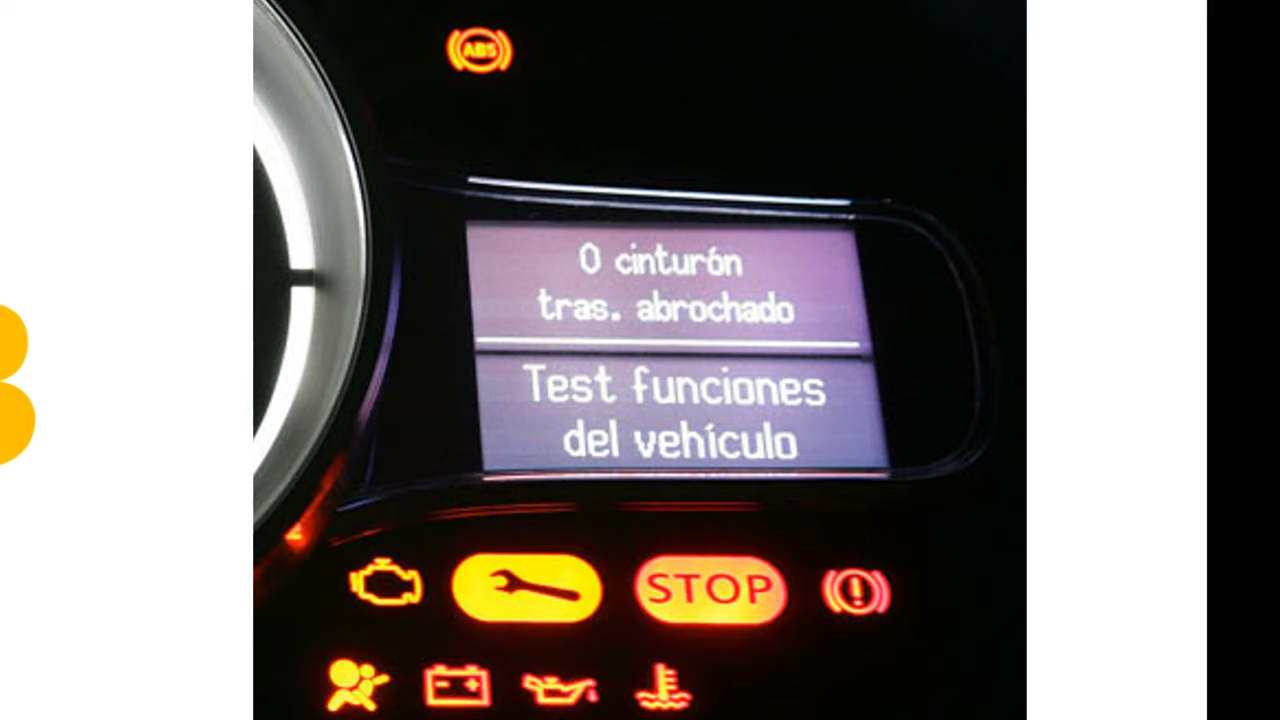 ABS
0 cinturón
tras. abrochado
Test funciones
del vehículo
STOP